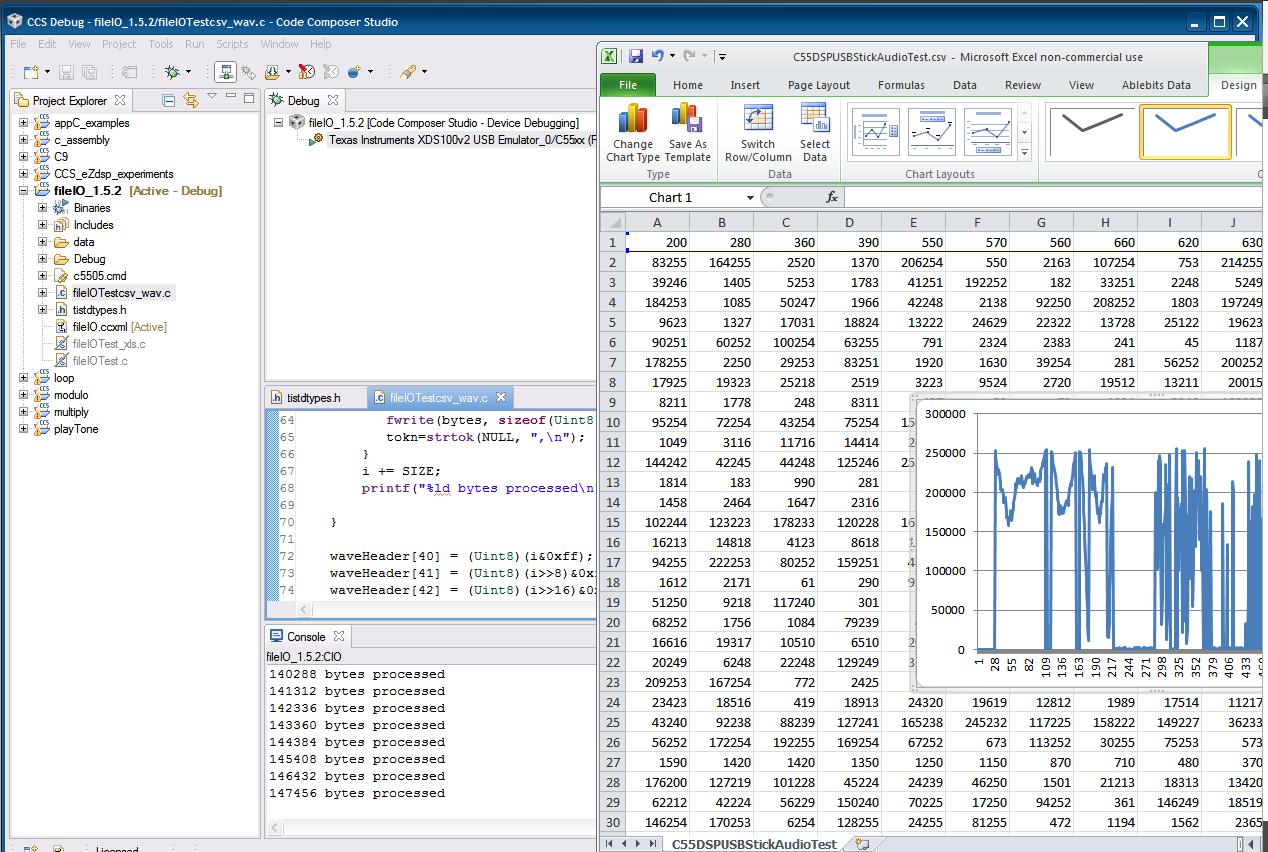 CCS Debug - fileIO_1.5.2/fileIOTestcsv_wav.c - Code Composer Studio
File Edit View Project Tools Run Scripts Window Help
Project Explorer
appC_examples
c_assembly
C9
CCS_eZdsp_experiments
fileIO_1.5.2 [Active - Debug]
Binaries
Includes
data
Debug
c5505.cmd
fileIOTestcsv_wav.c
tistdtypes.h
fileIO.ccxml [Active]
fileIOTest_xls.c
fileIOTest.c
loop
modulo
multiply
playTone
Licensed
Debug
fileIO_1.5.2 [Code Composer Studio - Device Debugging]
Texas Instruments XDS100v2 USB Emulator_0/C55xx (F
tistdtypes.h fileIOTestcsv_wav.c
64 fwrite(bytes, sizeof(Uint8
65 tokn=strtok(NULL, ",\n");
66 }
67 i += SIZE;
68 printf("%ld bytes processed\n
69
70 }
71
72 waveHeader[40] = (Uint8)(i&0xff);
73 waveHeader[41] = (Uint8)(i>>8)&0x
74 waveHeader[42] = (Uint8)(i>>16)&0
Console
fileIO_1.5.2:CIO
140288 bytes processed
141312 bytes processed
142336 bytes processed
143360 bytes processed
144384 bytes processed
145408 bytes processed
146432 bytes processed
147456 bytes processed
C55DSPUSBStickAudioTest.csv - Microsoft Excel non-commercial use
File Home Insert Page Layout Formulas Data Review View Ablebits Data Design
Change Chart Type Save As Template Switch Row/Column Select Data
Type Data Chart Layouts
Chart 1 fx
A B C D E F G H I J
1 200 280 360 390 550 570 560 660 620 630
2 83255 164255 2520 1370 206254 550 2163 107254 753 214255
3 39246 1405 5253 1783 41251 192252 182 33251 2248 5249
4 184253 1085 50247 1966 42248 2138 92250 208252 1803 197249
5 9623 1327 17031 18824 13222 24629 22322 13728 25122 19623
6 90251 60252 100254 63255 791 2324 2383 241 45 1187
7 178255 2250 29253 83251 1920 1630 39254 281 56252 200252
8 17925 19323 25218 2519 3223 9524 2720 19512 13211 20015
9 8211 1778 248 8311
10 95254 72254 43254 75254
11 1049 3116 11716 14414
12 144242 42245 44248 125246
13 1814 183 990 281
14 1458 2464 1647 2316
15 102244 123223 178233 120228
16 16213 14818 4123 8618
17 94255 222253 80252 159251
18 1612 2171 61 290
19 51250 9218 117240 301
20 68252 1756 1084 79239
21 16616 19317 10510 6510
22 20249 6248 22248 129249
23 209253 167254 772 2425
24 23423 18516 419 18913 24320 19619 12812 1989 17514 11217
25 43240 92238 88239 127241 165238 245232 117225 158222 149227 36233
26 56252 172254 192255 169254 67252 673 113252 30255 75253 573
27 1590 1420 1420 1350 1250 1150 870 710 480 370
28 176200 127219 101228 45224 24239 46250 1501 21213 18313 13420
29 62212 42224 56229 150240 70225 17250 94252 361 146249 18519
30 146254 170253 6254 128255 24255 81255 472 1194 1562 2365
300000
250000
200000
150000
100000
50000
0
1 28 55 82 109 136 163 190 217 244 271 298 325 352 379 406 433
C55DSPUSBStickAudioTest